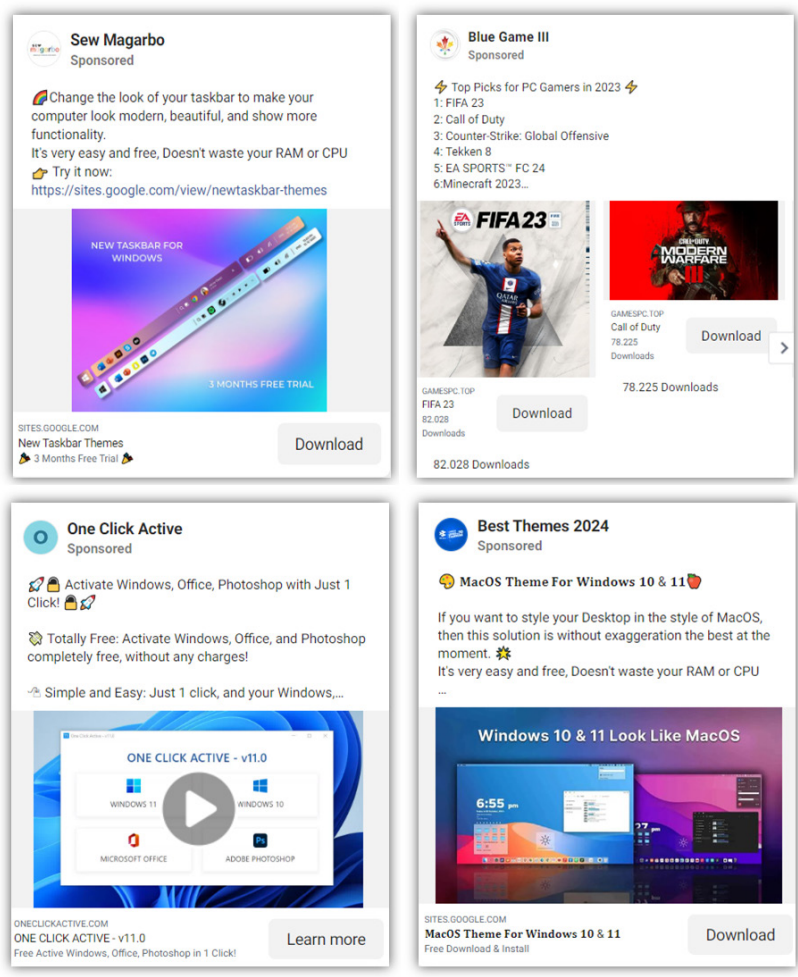 Sew Magarbo
Sponsored
🌈Change the look of your taskbar to make your
computer look modern, beautiful, and show more
functionality.
It's very easy and free, Doesn't waste your RAM or CPU
👉 Try it now:
https://sites.google.com/view/newtaskbar-themes
NEW TASKBAR FOR
WINDOWS
3 MONTHS FREE TRIAL
SITES.GOOGLE.COM
New Taskbar Themes
🎉 3 Months Free Trial 🎉
Download
Blue Game III
Sponsored
⚡ Top Picks for PC Gamers in 2023 ⚡
1: FIFA 23
2: Call of Duty
3: Counter-Strike: Global Offensive
4: Tekken 8
5: EA SPORTS™ FC 24
6:Minecraft 2023...
EA SPORTS FIFA 23
QATAR
CALL OF DUTY
MODERN
WARFARE
III
GAMESPC.TOP
FIFA 23
82.028
Downloads
Download
82.028 Downloads
GAMESPC.TOP
Call of Duty
78.225
Downloads
Download
78.225 Downloads
O
One Click Active
Sponsored
🚀🔒 Activate Windows, Office, Photoshop with Just 1
Click! 🔒🚀
💸 Totally Free: Activate Windows, Office, and Photoshop
completely free, without any charges!
🖱 Simple and Easy: Just 1 click, and your Windows,...
One Click Active - v11.0
ONE CLICK ACTIVE - v11.0
WINDOWS 11
WINDOWS 10
MICROSOFT OFFICE
Ps
ADOBE PHOTOSHOP
ONECLICKACTIVE.COM
ONE CLICK ACTIVE - v11.0
Free Active Windows, Office, Photoshop in 1 Click!
Learn more
Best Themes 2024
Sponsored
🎨 MacOS Theme For Windows 10 & 11🍎
If you want to style your Desktop in the style of MacOS,
then this solution is without exaggeration the best at the
moment. 🌟
It's very easy and free, Doesn't waste your RAM or CPU
...
Windows 10 & 11 Look Like MacOS
6:55 pm
SITES.GOOGLE.COM
MacOS Theme For Windows 10 & 11
Free Download & Install
Download